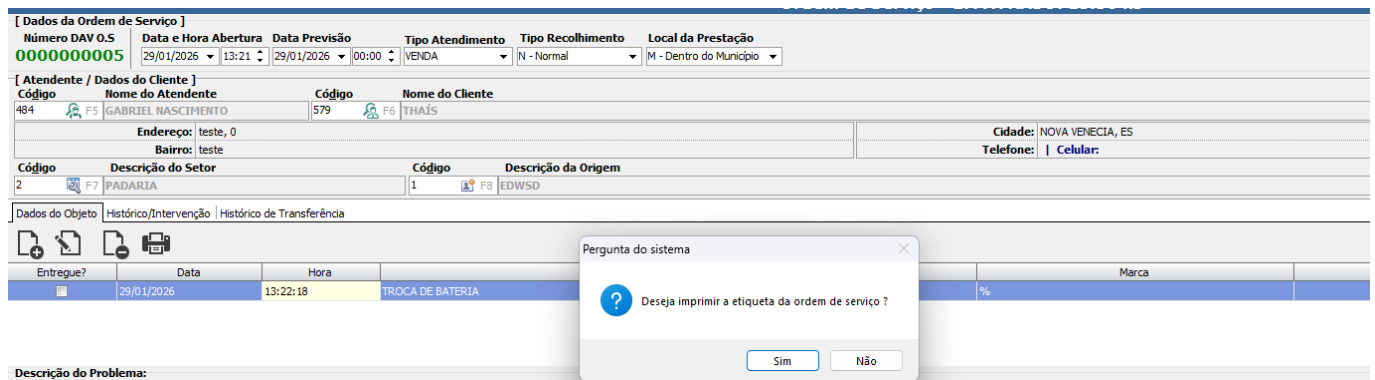 [ Dados da Ordem de Serviço ]
Número DAV O.S Data e Hora Abertura Data Previsão Tipo Atendimento Tipo Recolhimento Local da Prestação
0000000005 29/01/2026 13:21 29/01/2026 00:00 VENDA N - Normal M - Dentro do Município
[ Atendente / Dados do Cliente ]
Código Nome do Atendente Código Nome do Cliente
484 F5 GABRIEL NASCIMENTO 579 F6 THAÍS
Endereço: teste, 0 Cidade: NOVA VENECIA, ES
Bairro: teste Telefone: | Celular:
Código Descrição do Setor Código Descrição da Origem
2 F7 PADARIA 1 F8 EDWSD
Dados do Objeto Histórico/Intervenção Histórico de Transferência
Pergunta do sistema
Entregue? Data Hora Marca
29/01/2026 13:22:18 TROCA DE BATERIA %
Deseja imprimir a etiqueta da ordem de serviço ?
Sim Não
Descrição do Problema: